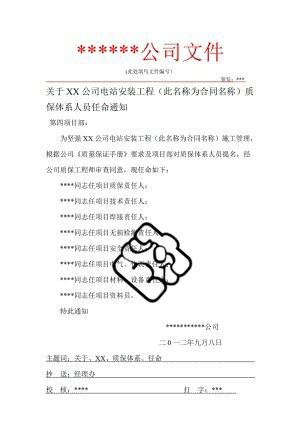 ******公司文件
(此处填写文件编号)
签发:***
关于 XX 公司电站安装工程(此名称为合同名称)质
保体系人员任命通知
第四项目部:
为坚强 XX 公司电站安装工程(此名称为合同名称)施工管理,
根据公司《质量保证手册》要求及项目部对质保体系人员提名,经
公司质保工程师审查同意,现任命如下:
****同志任项目质保责任人;
****同志任项目技术责任人;
****同志任项目焊接责任人;
****同志任项目无损检测责任人;
****同志任项目安全
****同志任项目电气、
****同志任项目材料、设备责任人;
****同志任项目资料员。
特此通知
***********公司
二0一二年九月八日
主题词:关于、XX、质保体系、任命
抄 送:经理办
校 核:**** 打 字:***